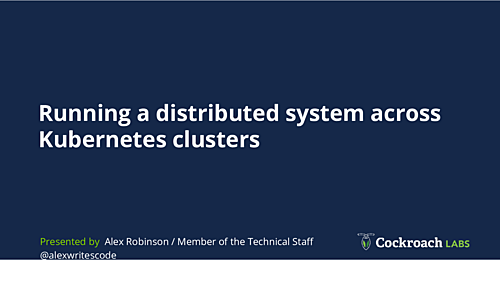 Running a distributed system across
Kubernetes clusters
Presented by Alex Robinson / Member of the Technical Staff
@alexwritescode
Cockroach LABS